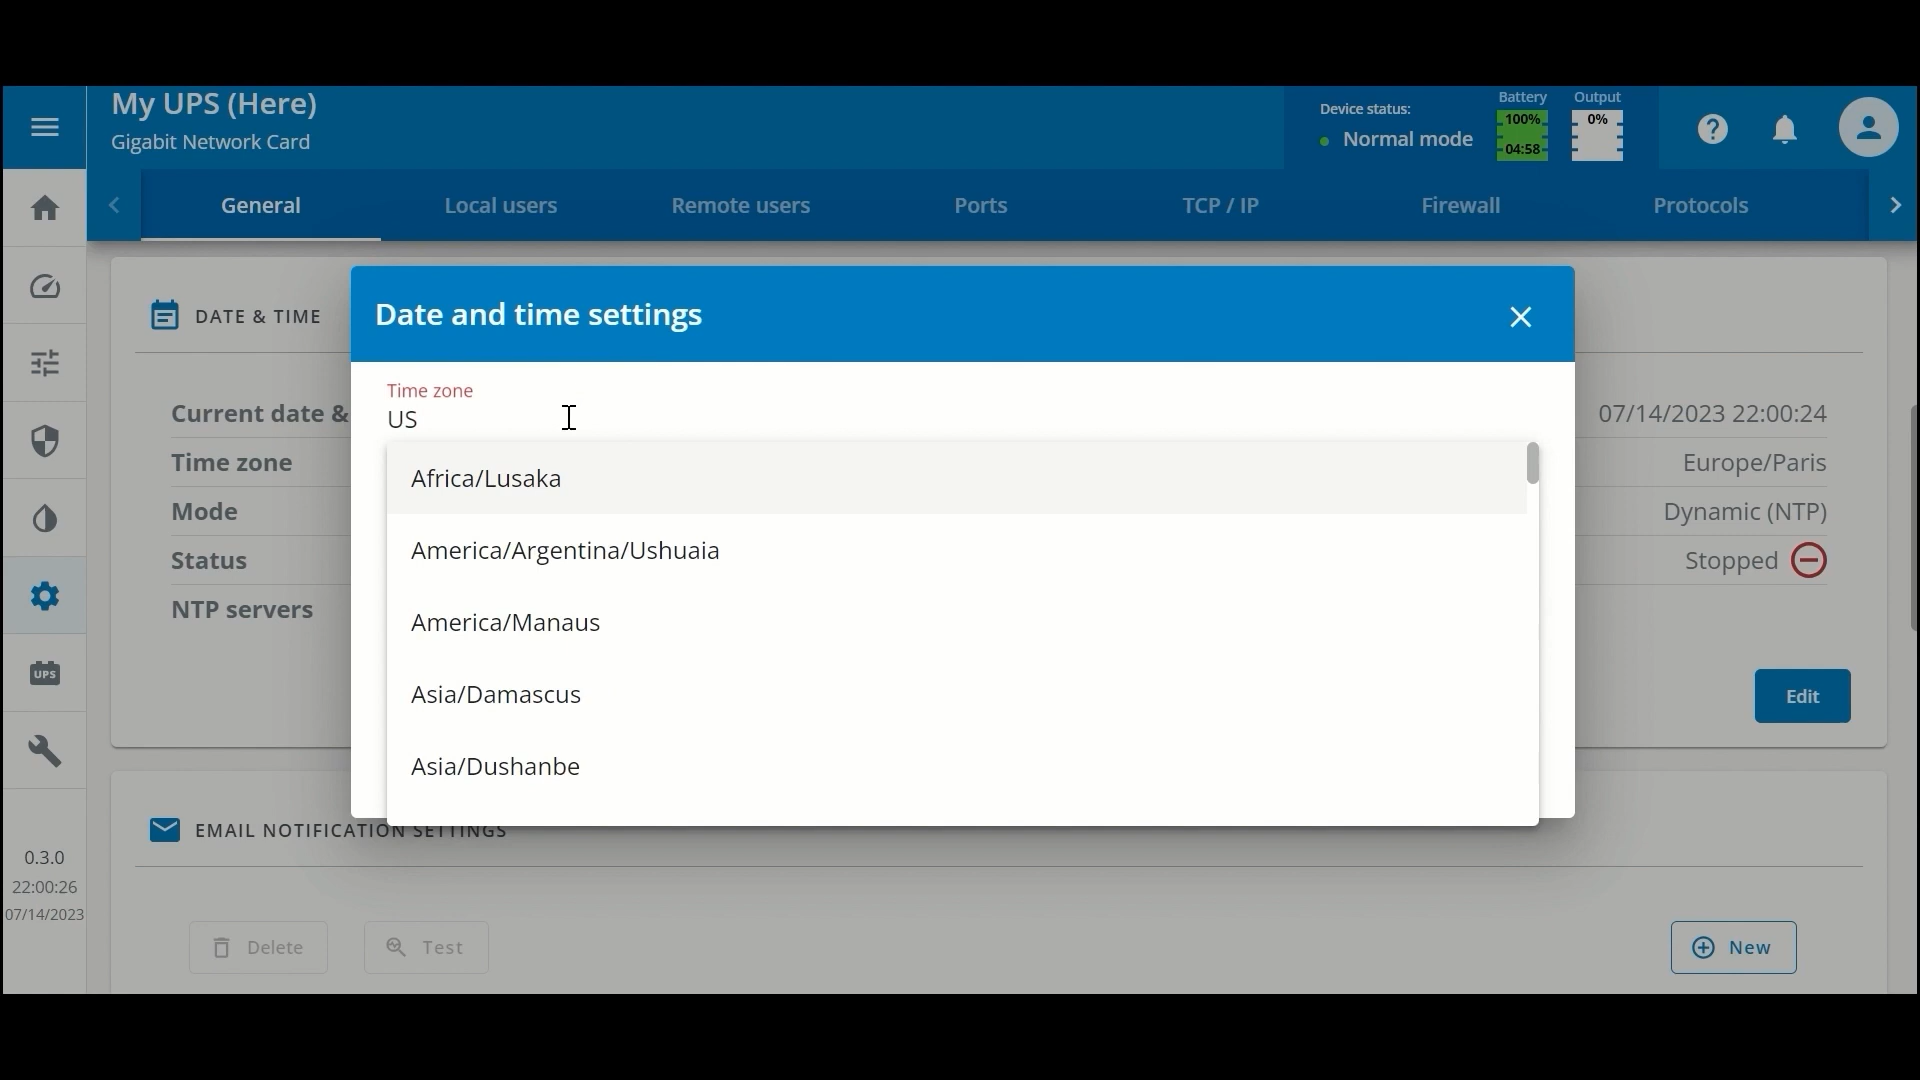 My UPS (Here)
Gigabit Network Card
Device status:
Normal mode
Battery
100%
04:58
Output
0%
General
Local users
Remote users
Ports
TCP / IP
Firewall
Protocols
DATE & TIME
Date and time settings
Time zone
US
Africa/Lusaka
America/Argentina/Ushuaia
America/Manaus
Asia/Damascus
Asia/Dushanbe
Current date &
07/14/2023 22:00:24
Time zone
Europe/Paris
Mode
Dynamic (NTP)
Status
Stopped
NTP servers
Edit
EMAIL NOTIFICATION SETTINGS
Delete
Test
New
UPS
0.3.0
22:00:26
07/14/2023